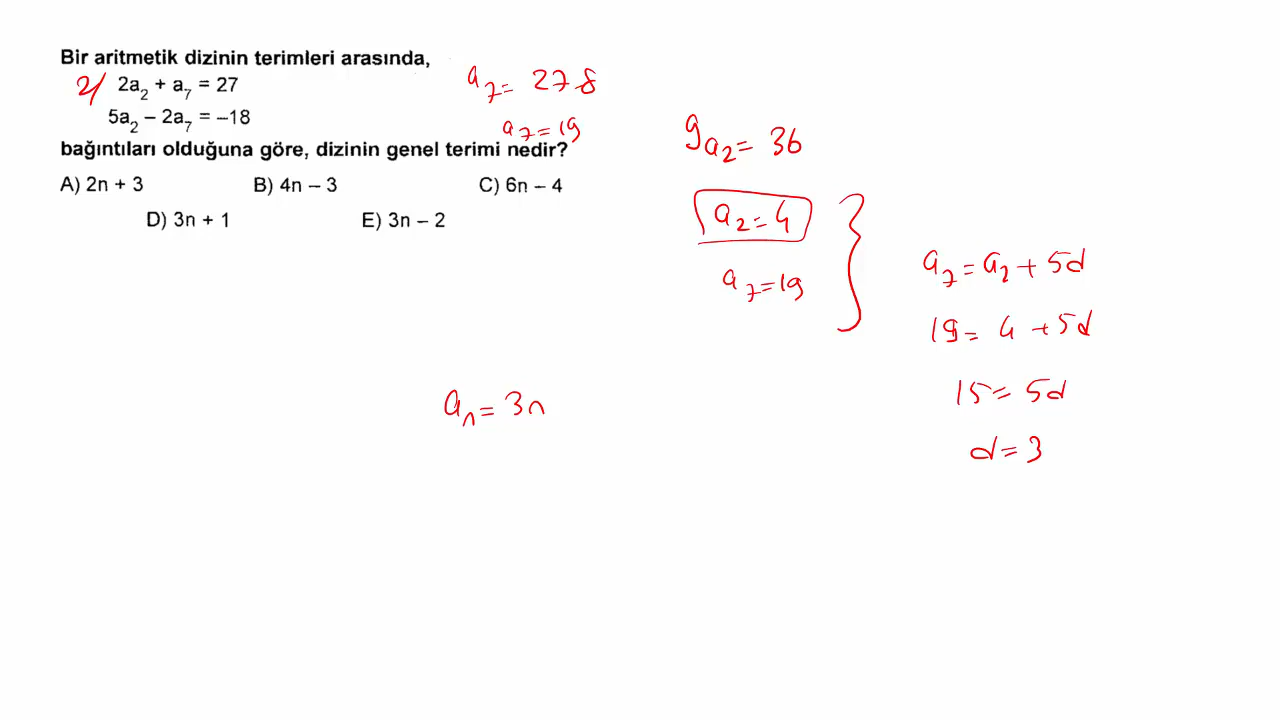 Bir aritmetik dizinin terimleri arasında,
2/ 2a₂ + a₇ = 27
5a₂ – 2a₇ = –18
bağıntıları olduğuna göre, dizinin genel terimi nedir?
A) 2n + 3 B) 4n – 3 C) 6n – 4
D) 3n + 1 E) 3n – 2
a₇ = 27-8
a₇ = 19
9a₂ = 36
a₂ = 4
a₇ = 19
a₇ = a₂ + 5d
19 = 4 + 5d
15 = 5d
d = 3
aₙ = 3n